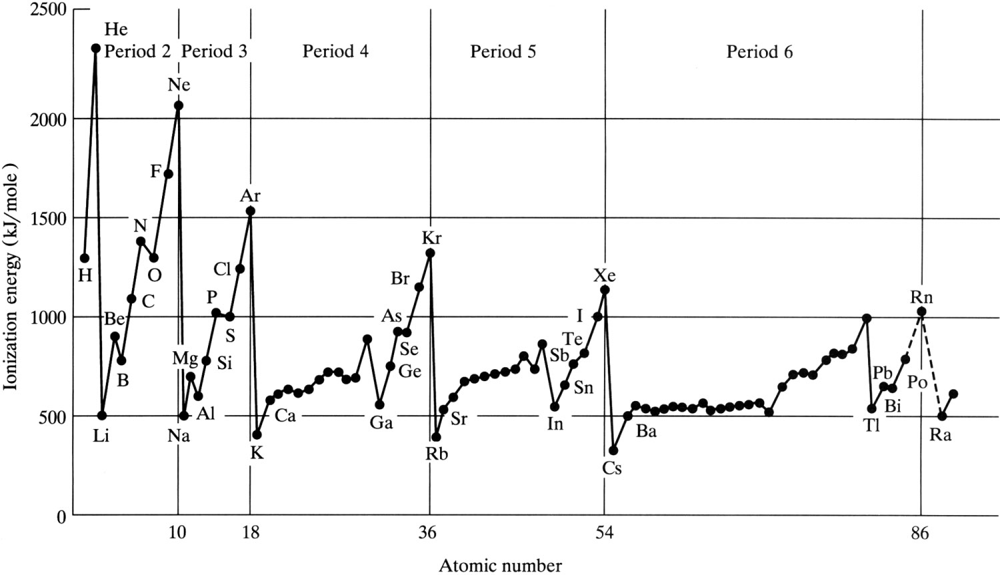 2500
He
Period 2 Period 3 Period 4 Period 5 Period 6
Ne
2000
F
Ar
1500
N
Kr
Cl
Br
H
O
Xe
C
P
Rn
1000
Be
As
I
S
Te
Se
Sb
Mg
Si
Ge
Pb
B
Po
Sn
500
Al
Ca
Ga
Sr
In
Ba
Bi
Tl
Li
Na
K
Rb
Cs
Ra
0
10 18 36 54 86
Atomic number
Ionization energy (kJ/mole)